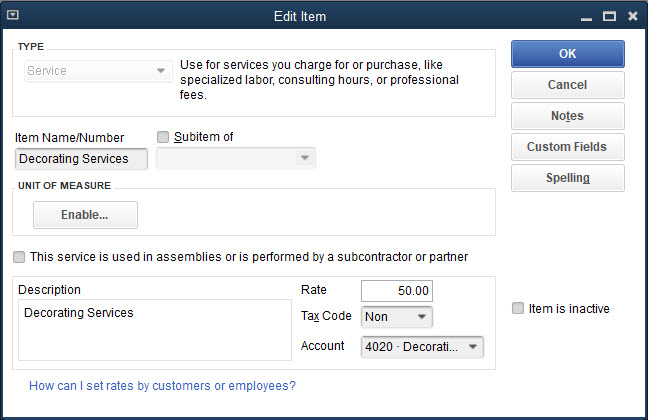 Edit Item
TYPE
OK
Service
Use for services you charge for or purchase, like
specialized labor, consulting hours, or professional
fees.
Cancel
Notes
Item Name/Number
Subitem of
Custom Fields
Decorating Services
Spelling
UNIT OF MEASURE
Enable...
This service is used in assemblies or is performed by a subcontractor or partner
Description
Rate
50.00
Decorating Services
Tax Code
Non
Item is inactive
Account
4020 · Decorati...
How can I set rates by customers or employees?